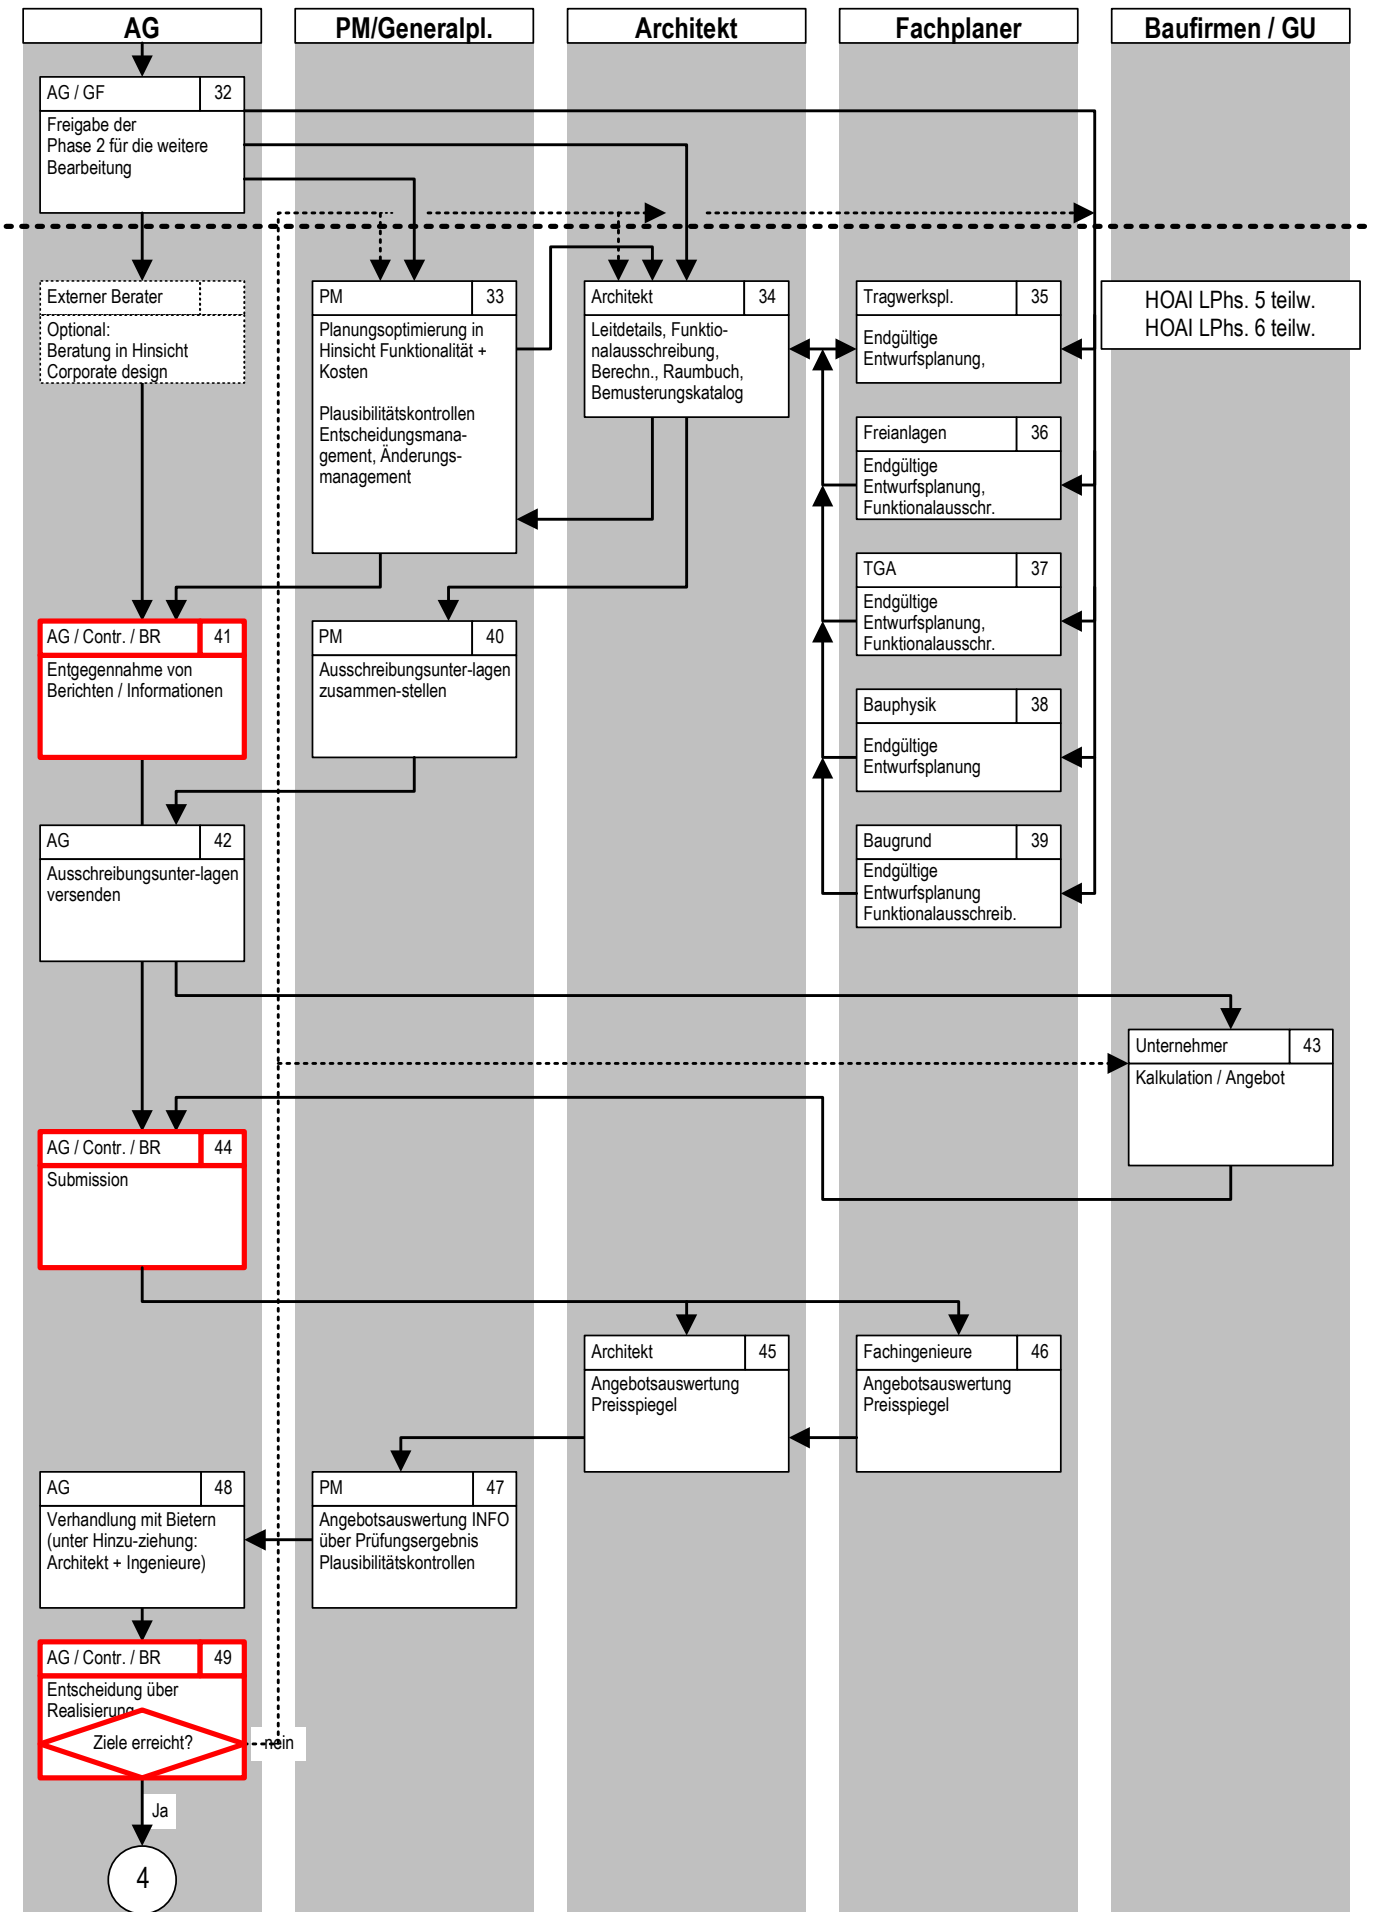 AG
PM/Generalpl.
Architekt
Fachplaner
Baufirmen / GU
AG / GF
32
Freigabe der
Phase 2 für die weitere
Bearbeitung
Externer Berater
Optional:
Beratung in Hinsicht
Corporate design
PM
33
Planungsoptimierung in
Hinsicht Funktionalität +
Kosten
Plausibilitätskontrollen
Entscheidungsmana-
gement, Änderungs-
management
Architekt
34
Leitdetails, Funktio-
nalausschreibung,
Berechn., Raumbuch,
Bemusterungskatalog
Tragwerkspl.
35
Endgültige
Entwurfsplanung,
HOAI LPhs. 5 teilw.
HOAI LPhs. 6 teilw.
Freianlagen
36
Endgültige
Entwurfsplanung,
Funktionalausschr.
TGA
37
Endgültige
Entwurfsplanung,
Funktionalausschr.
AG / Contr. / BR
41
Entgegennahme von
Berichten / Informationen
PM
40
Ausschreibungsunter-lagen
zusammen-stellen
Bauphysik
38
Endgültige
Entwurfsplanung
AG
42
Ausschreibungsunter-lagen
versenden
Baugrund
39
Endgültige
Entwurfsplanung
Funktionalausschreib.
Unternehmer
43
Kalkulation / Angebot
AG / Contr. / BR
44
Submission
Architekt
45
Angebotsauswertung
Preisspiegel
Fachingenieure
46
Angebotsauswertung
Preisspiegel
AG
48
Verhandlung mit Bietern
(unter Hinzu-ziehung:
Architekt + Ingenieure)
PM
47
Angebotsauswertung INFO
über Prüfungsergebnis
Plausibilitätskontrollen
AG / Contr. / BR
49
Entscheidung über
Realisierung
Ziele erreicht?
nein
Ja
4